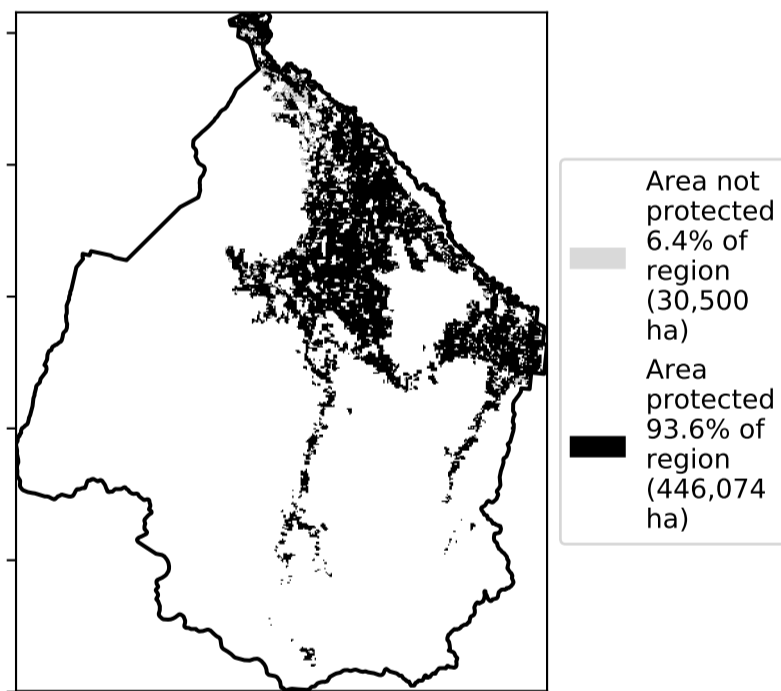 Area not
protected
6.4% of
region
(30,500
ha)
Area
protected
93.6% of
region
(446,074
ha)